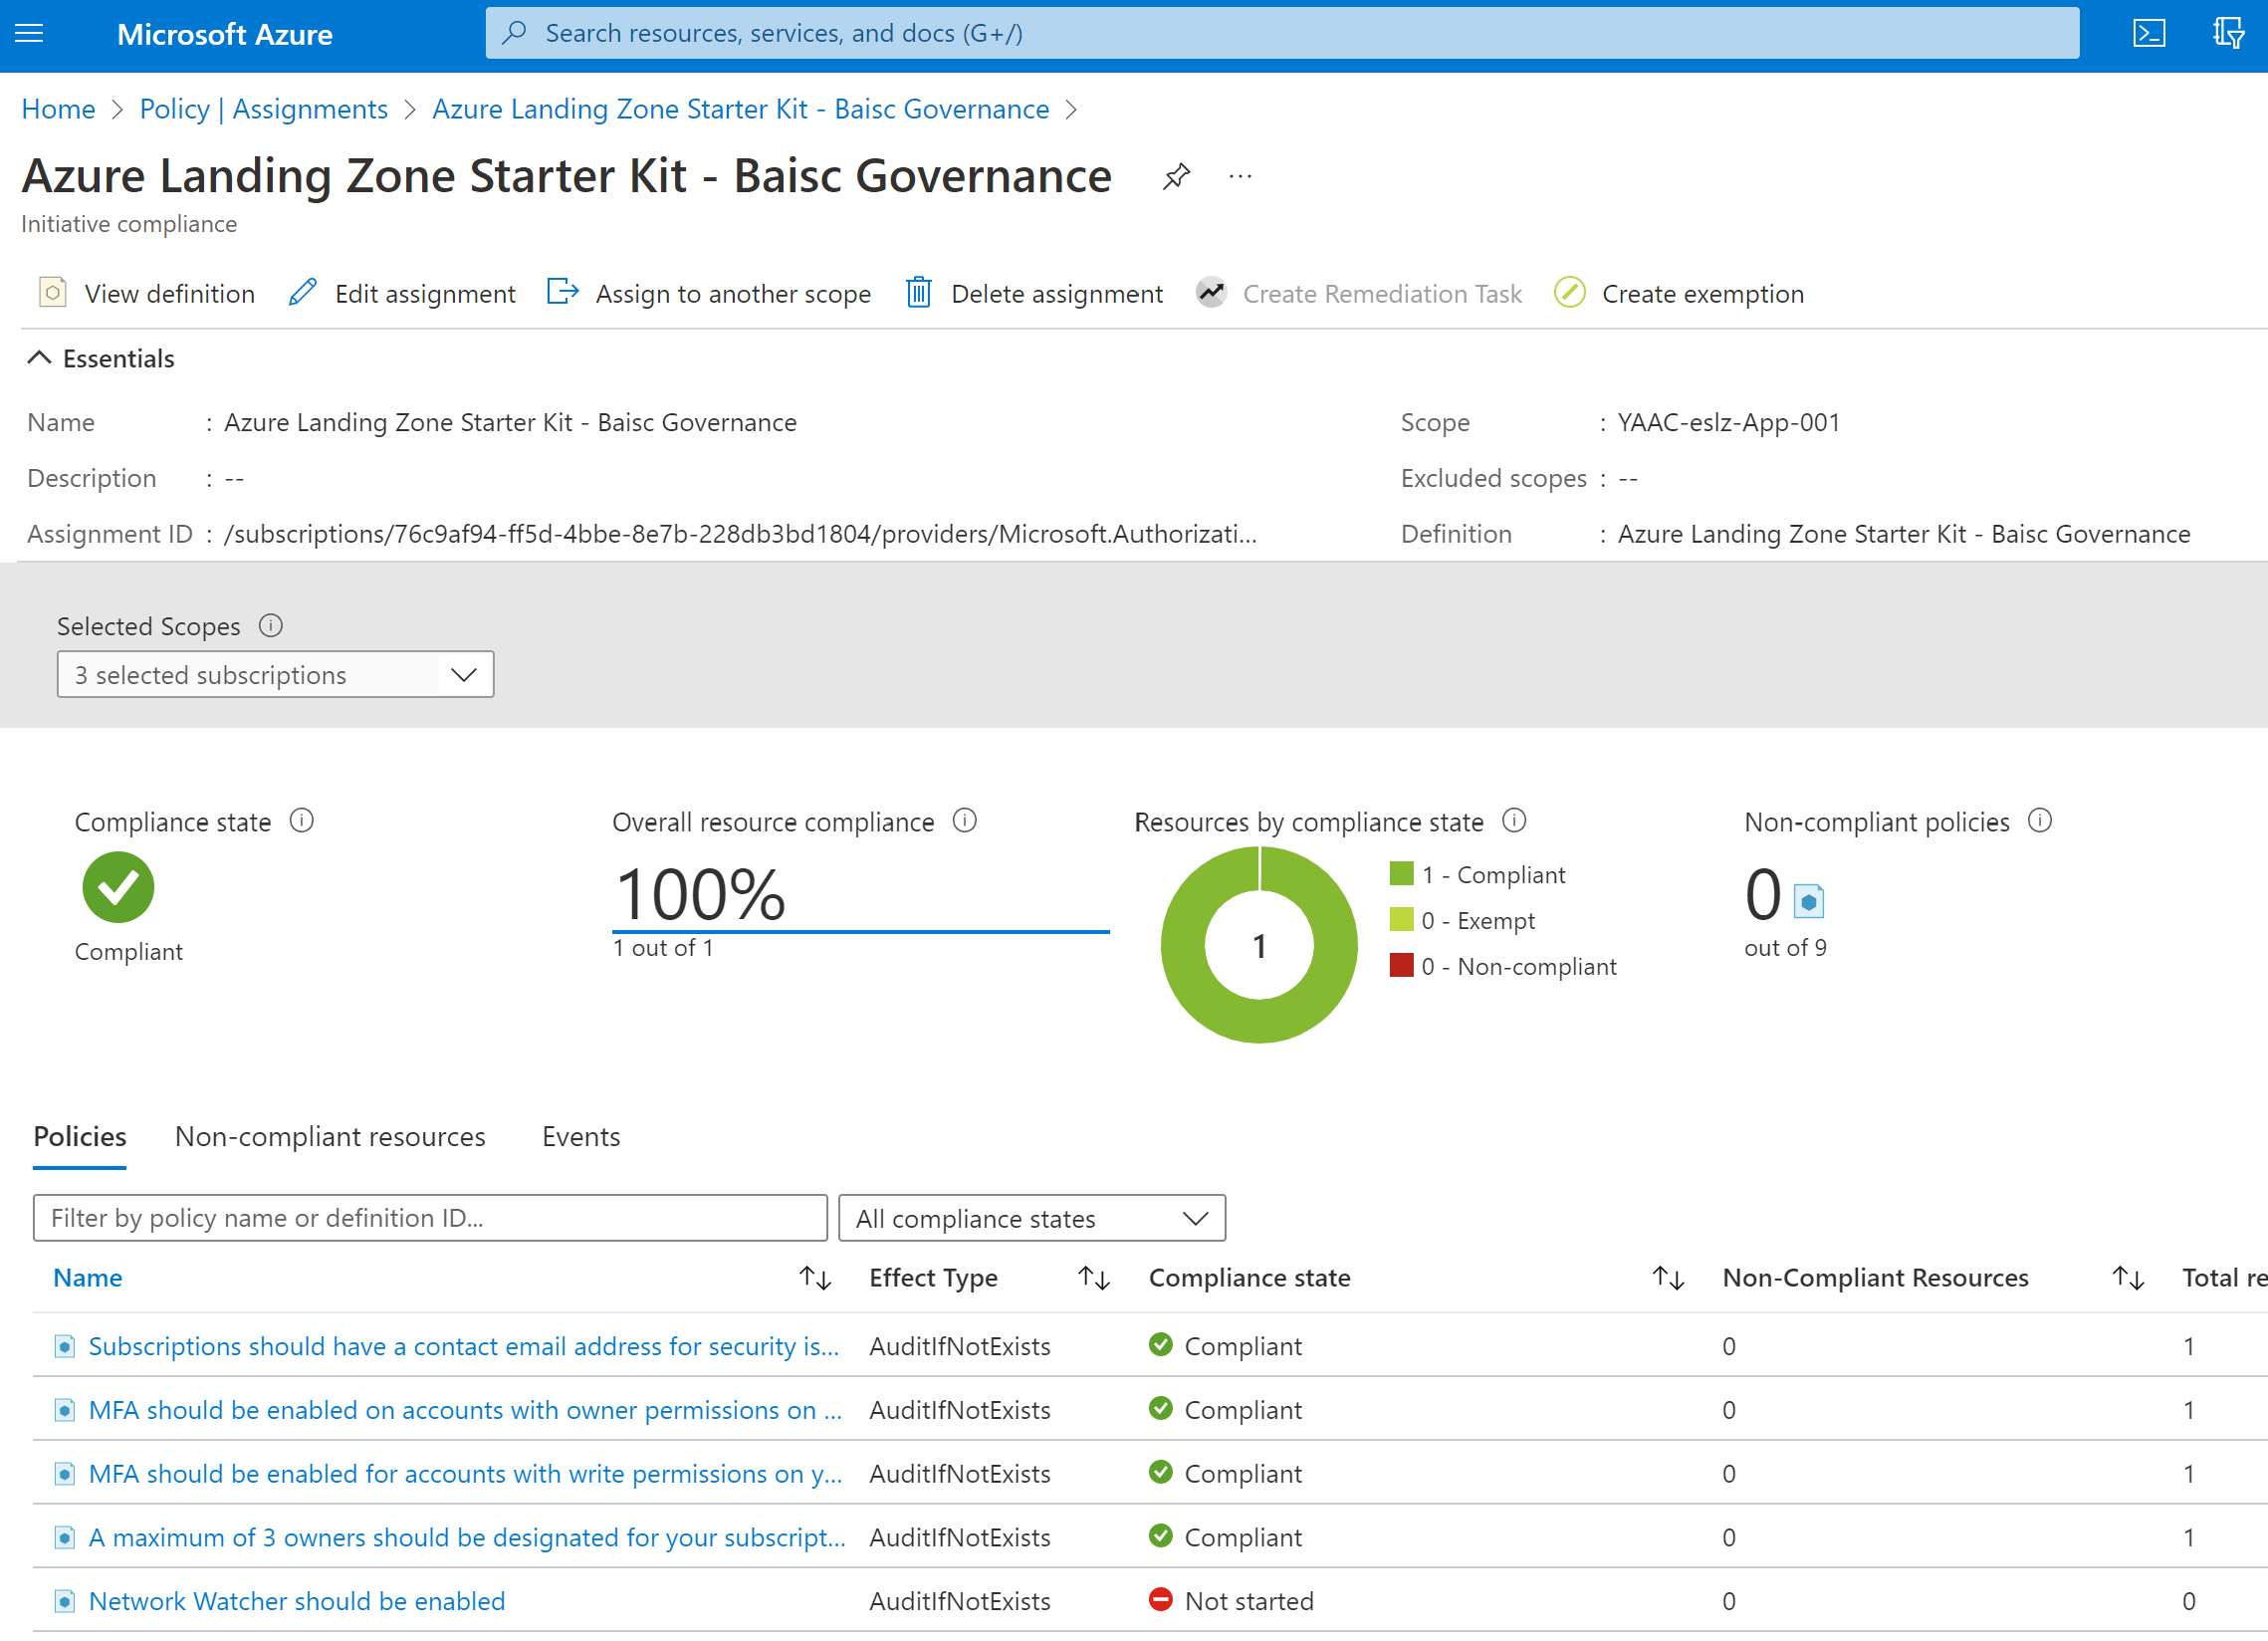 Microsoft Azure
Search resources, services, and docs (G+/)
Home > Policy | Assignments > Azure Landing Zone Starter Kit - Baisc Governance >
Azure Landing Zone Starter Kit - Baisc Governance ...
Initiative compliance
View definition Edit assignment Assign to another scope Delete assignment Create Remediation Task Create exemption
Essentials
Name : Azure Landing Zone Starter Kit - Baisc Governance Scope : YAAC-eslz-App-001
Description : -- Excluded scopes : --
Assignment ID : /subscriptions/76c9af94-ff5d-4bbe-8e7b-228db3bd1804/providers/Microsoft.Authorizati... Definition : Azure Landing Zone Starter Kit - Baisc Governance
Selected Scopes
3 selected subscriptions
Compliance state
Compliant
Overall resource compliance
100%
1 out of 1
Resources by compliance state
1
1 - Compliant
0 - Exempt
0 - Non-compliant
Non-compliant policies
0
out of 9
Policies Non-compliant resources Events
Filter by policy name or definition ID... All compliance states
Name Effect Type Compliance state Non-Compliant Resources Total re
Subscriptions should have a contact email address for security is... AuditIfNotExists Compliant 0 1
MFA should be enabled on accounts with owner permissions on ... AuditIfNotExists Compliant 0 1
MFA should be enabled for accounts with write permissions on y... AuditIfNotExists Compliant 0 1
A maximum of 3 owners should be designated for your subscript... AuditIfNotExists Compliant 0 1
Network Watcher should be enabled AuditIfNotExists Not started 0 0